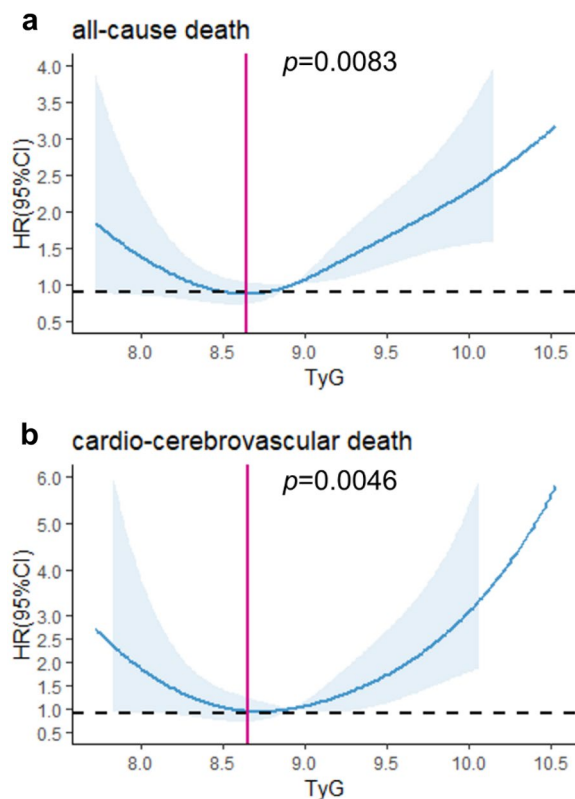 a
all-cause death
p=0.0083
HR(95%CI)
4.0
3.5
3.0
2.5
2.0
1.5
1.0
0.5
8.0 8.5 9.0 9.5 10.0 10.5
TyG
b
cardio-cerebrovascular death
p=0.0046
HR(95%CI)
6.0
5.0
4.0
3.0
2.5
2.0
1.5
1.0
0.5
8.0 8.5 9.0 9.5 10.0 10.5
TyG